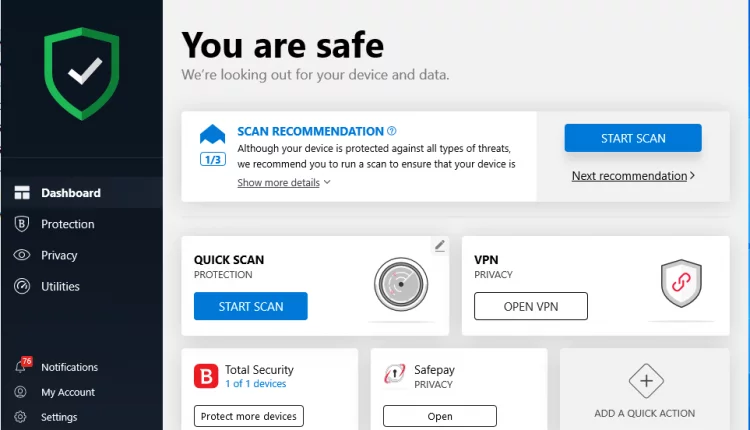 You are safe
We're looking out for your device and data.
SCAN RECOMMENDATION ?
1/3
Although your device is protected against all types of threats,
we recommend you to run a scan to ensure that your device is
Show more details
START SCAN
Next recommendation
Dashboard
B
Protection
Privacy
Utilities
QUICK SCAN
PROTECTION
START SCAN
VPN
PRIVACY
OPEN VPN
76
Notifications
My Account
Settings
B
Total Security
1 of 1 devices
Protect more devices
Safepay
PRIVACY
Open
ADD A QUICK ACTION